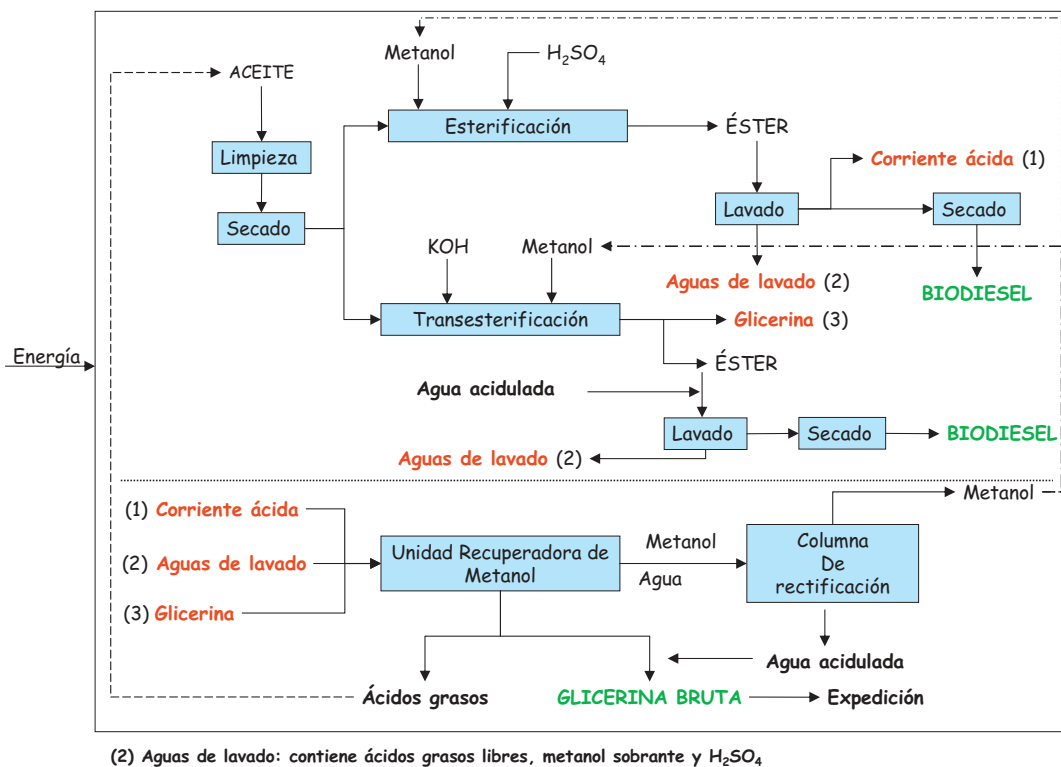 Metanol
H₂SO₄
ACEITE
Esterificación
ÉSTER
Limpieza
Corriente ácida (1)
Lavado
Secado
Secado
KOH
Metanol
Aguas de lavado (2)
BIODIESEL
Transesterificación
Glicerina (3)
Energía
ÉSTER
Agua acidulada
Lavado
Secado
BIODIESEL
Aguas de lavado (2)
Metanol
(1) Corriente ácida
Unidad Recuperadora de
Metanol
Metanol
Agua
Columna
De
rectificación
(2) Aguas de lavado
(3) Glicerina
Agua acidulada
Ácidos grasos
GLICERINA BRUTA
Expedición
(2) Aguas de lavado: contiene ácidos grasos libres, metanol sobrante y H₂SO₄